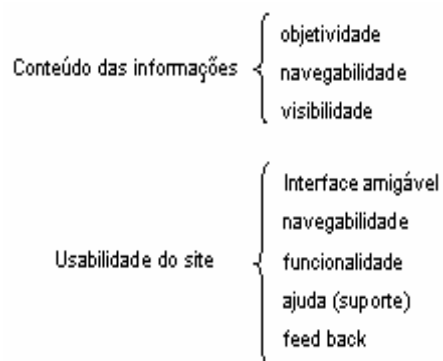 objetividade
Conteúdo das informações
navegabilidade
visibilidade
Interface amigável
navegabilidade
Usabilidade do site
funcionalidade
ajuda (suporte)
feed back